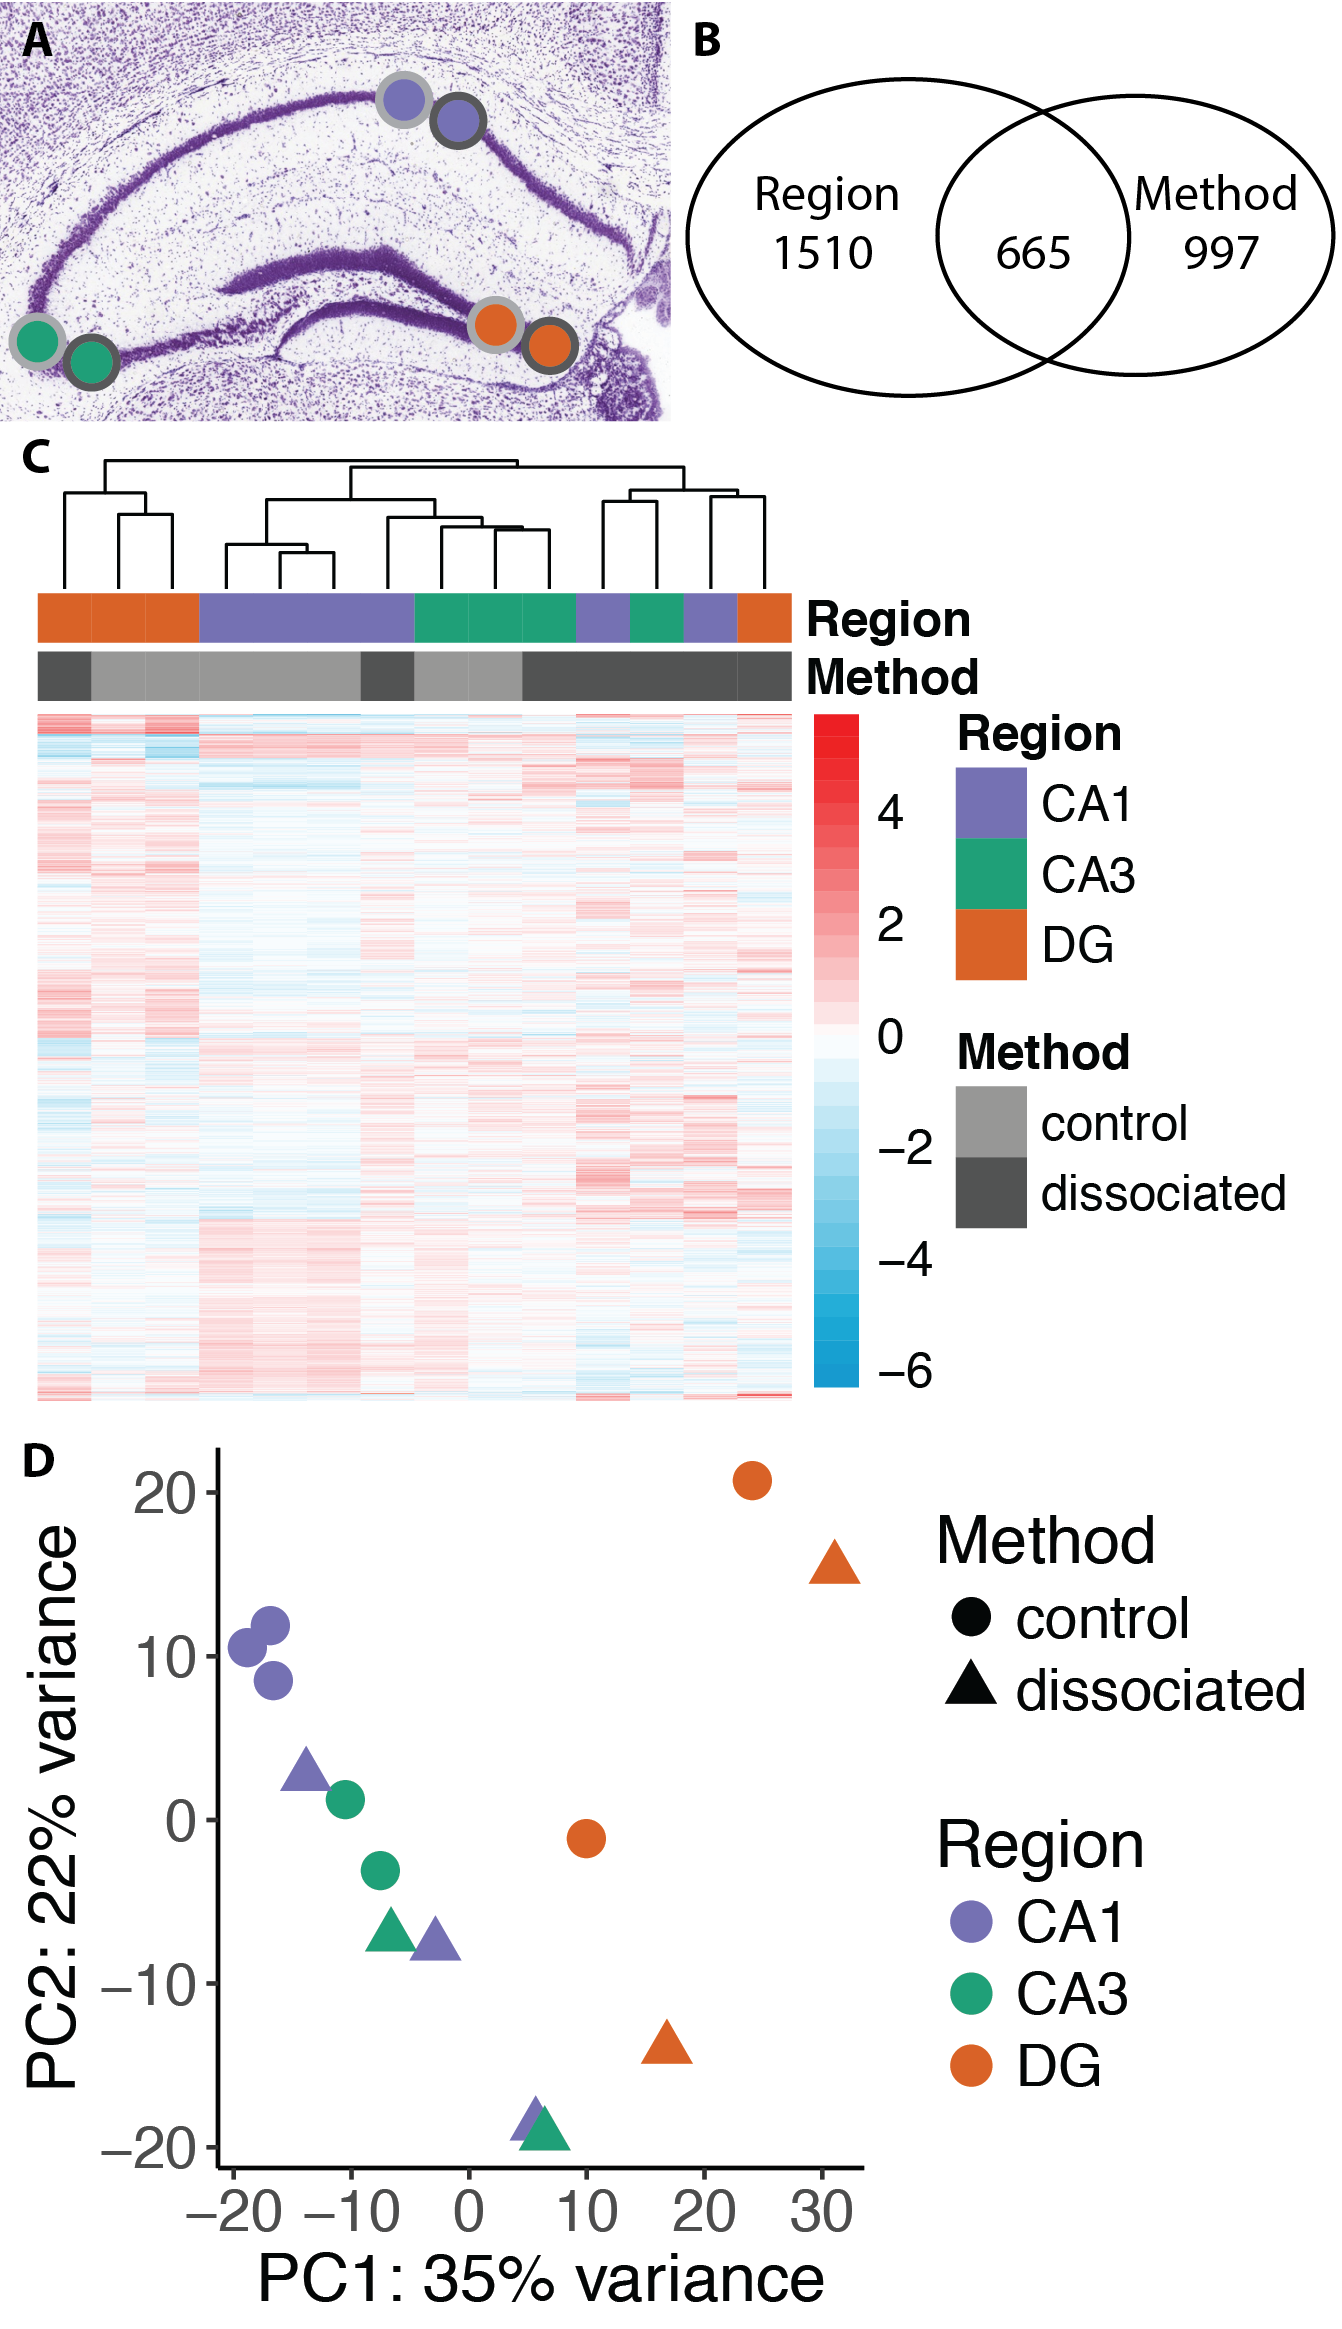 A
B
Region
1510
665
Method
997
C
Region
Method
4
2
0
−2
−4
−6
Region
CA1
CA3
DG
Method
control
dissociated
D
20
10
0
−10
−20
PC2: 22% variance
−20 −10 0 10 20 30
PC1: 35% variance
Method
control
dissociated
Region
CA1
CA3
DG